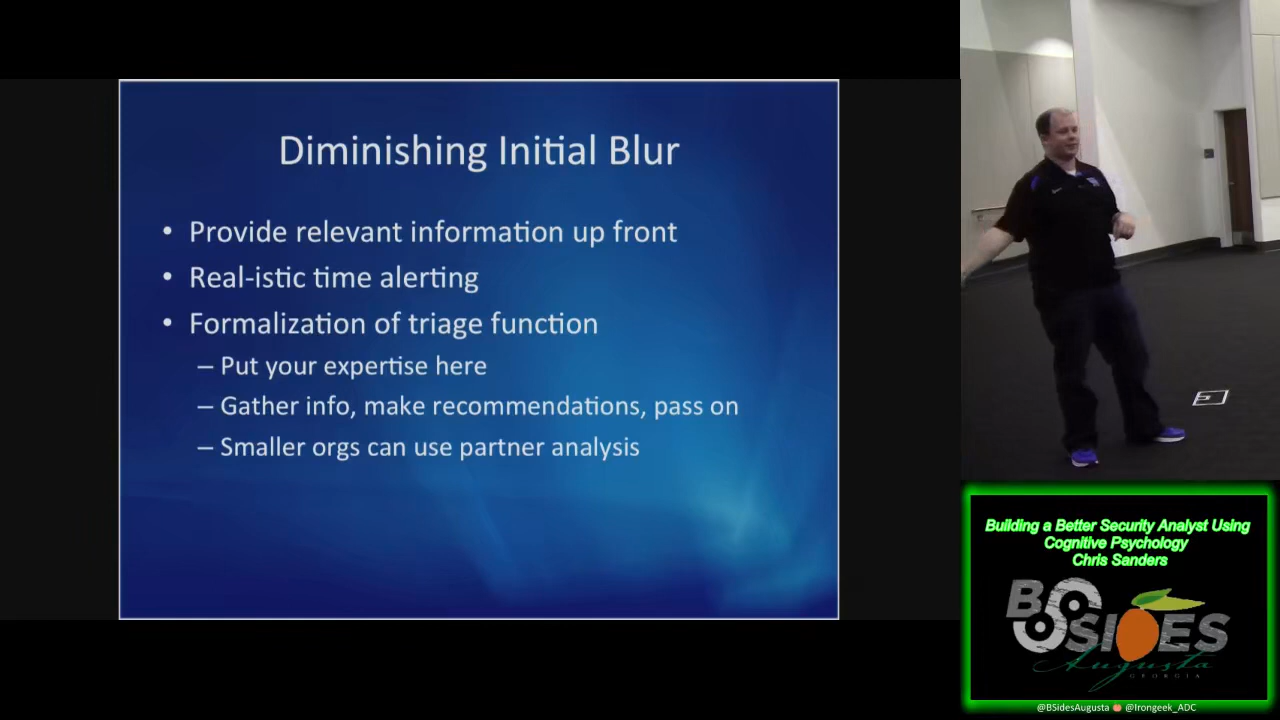 Diminishing Initial Blur
• Provide relevant information up front
• Real-istic time alerting
• Formalization of triage function
– Put your expertise here
– Gather info, make recommendations, pass on
– Smaller orgs can use partner analysis
Building a Better Security Analyst Using
Cognitive Psychology
Chris Sanders
BSIDES
Augusta
GEORGIA
@BSidesAugusta @Irongeek_ADC